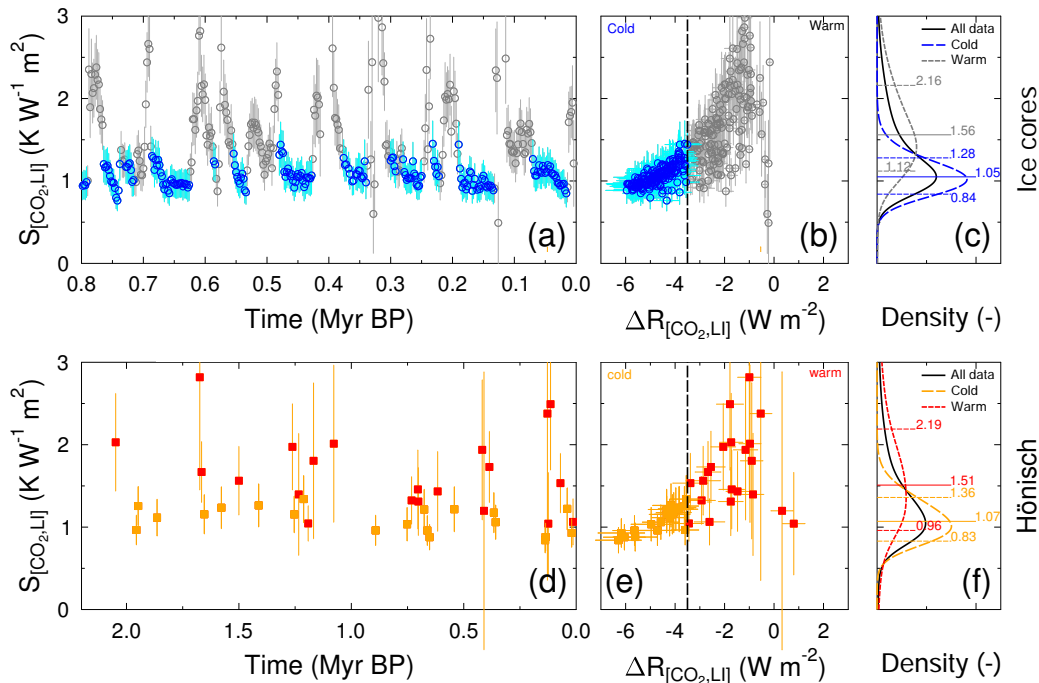 3
2
1
0
S[CO2,LI] (K W-1 m2)
(a)
0.8 0.7 0.6 0.5 0.4 0.3 0.2 0.1 0.0
Time (Myr BP)
Cold
Warm
(b)
-6 -4 -2 0 2
ΔR[CO2,LI] (W m-2)
All data
Cold
Warm
2.16
1.56
1.28
1.12
1.05
0.84
(c)
Density (-)
Ice cores
3
2
1
0
S[CO2,LI] (K W-1 m2)
(d)
2.0 1.5 1.0 0.5 0.0
Time (Myr BP)
cold
warm
(e)
-6 -4 -2 0 2
ΔR[CO2,LI] (W m-2)
All data
Cold
Warm
2.19
1.51
1.36
1.07
0.96
0.83
(f)
Density (-)
Hönisch